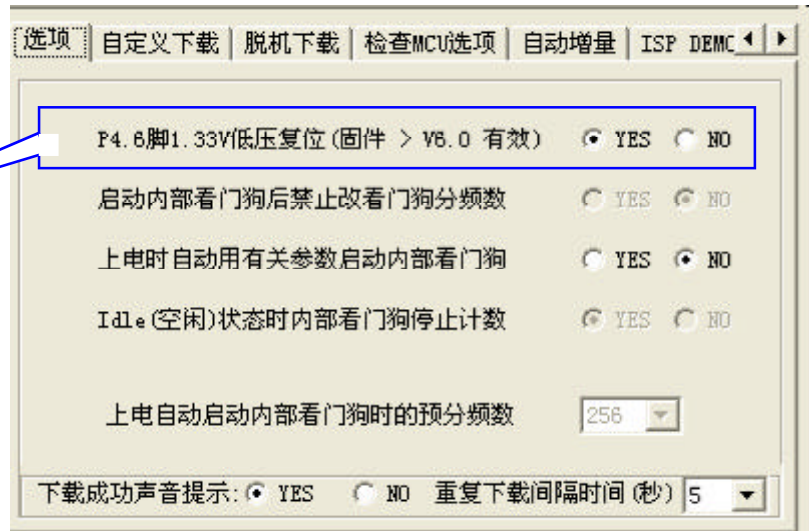 选项 自定义下载 脱机下载 检查MCU选项 自动增量 ISP DEMO
P4.6脚1.33V低压复位(固件 > V6.0 有效) YES NO
启动内部看门狗后禁止改看门狗分频数 YES NO
上电时自动用有关参数启动内部看门狗 YES NO
Idle(空闲)状态时内部看门狗停止计数 YES NO
上电自动启动内部看门狗时的预分频数 256
下载成功声音提示: YES NO 重复下载间隔时间(秒) 5